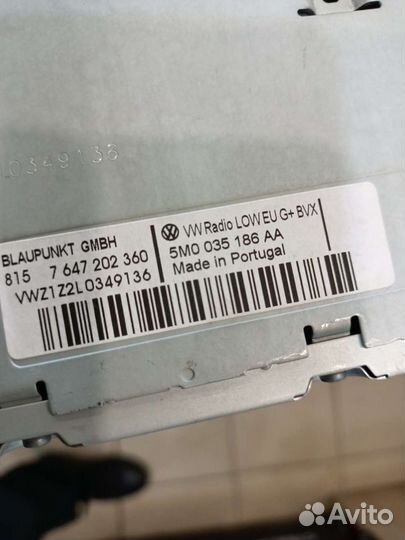 L0349136
BLAUPUNKT GMBH
815 7 647 202 360
VWZ1Z2L0349136
VW Radio LOW EU G+ BVX
5M0 035 186 AA
Made in Portugal
Avito